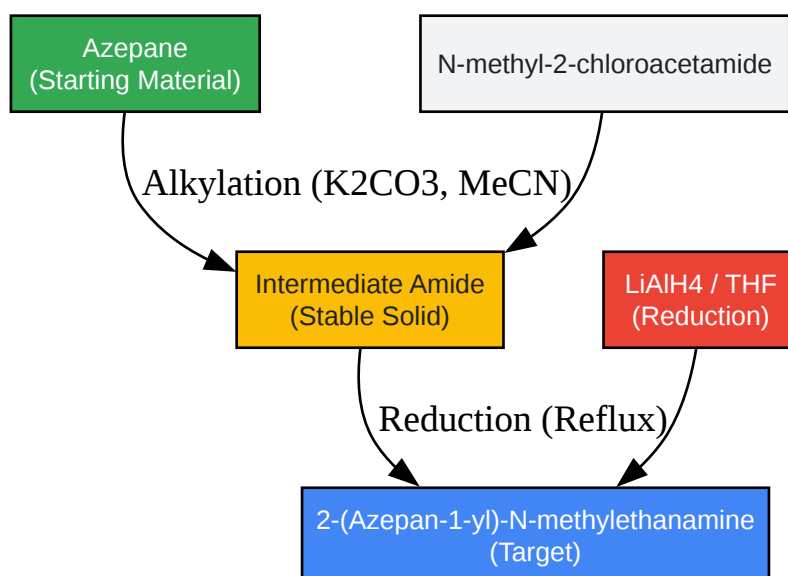 Azepane
(Starting Material)
N-methyl-2-chloroacetamide
Alkylation (K2CO3, MeCN)
Intermediate Amide
(Stable Solid)
LiAlH4 / THF
(Reduction)
Reduction (Reflux)
2-(Azepan-1-yl)-N-methylethanamine
(Target)